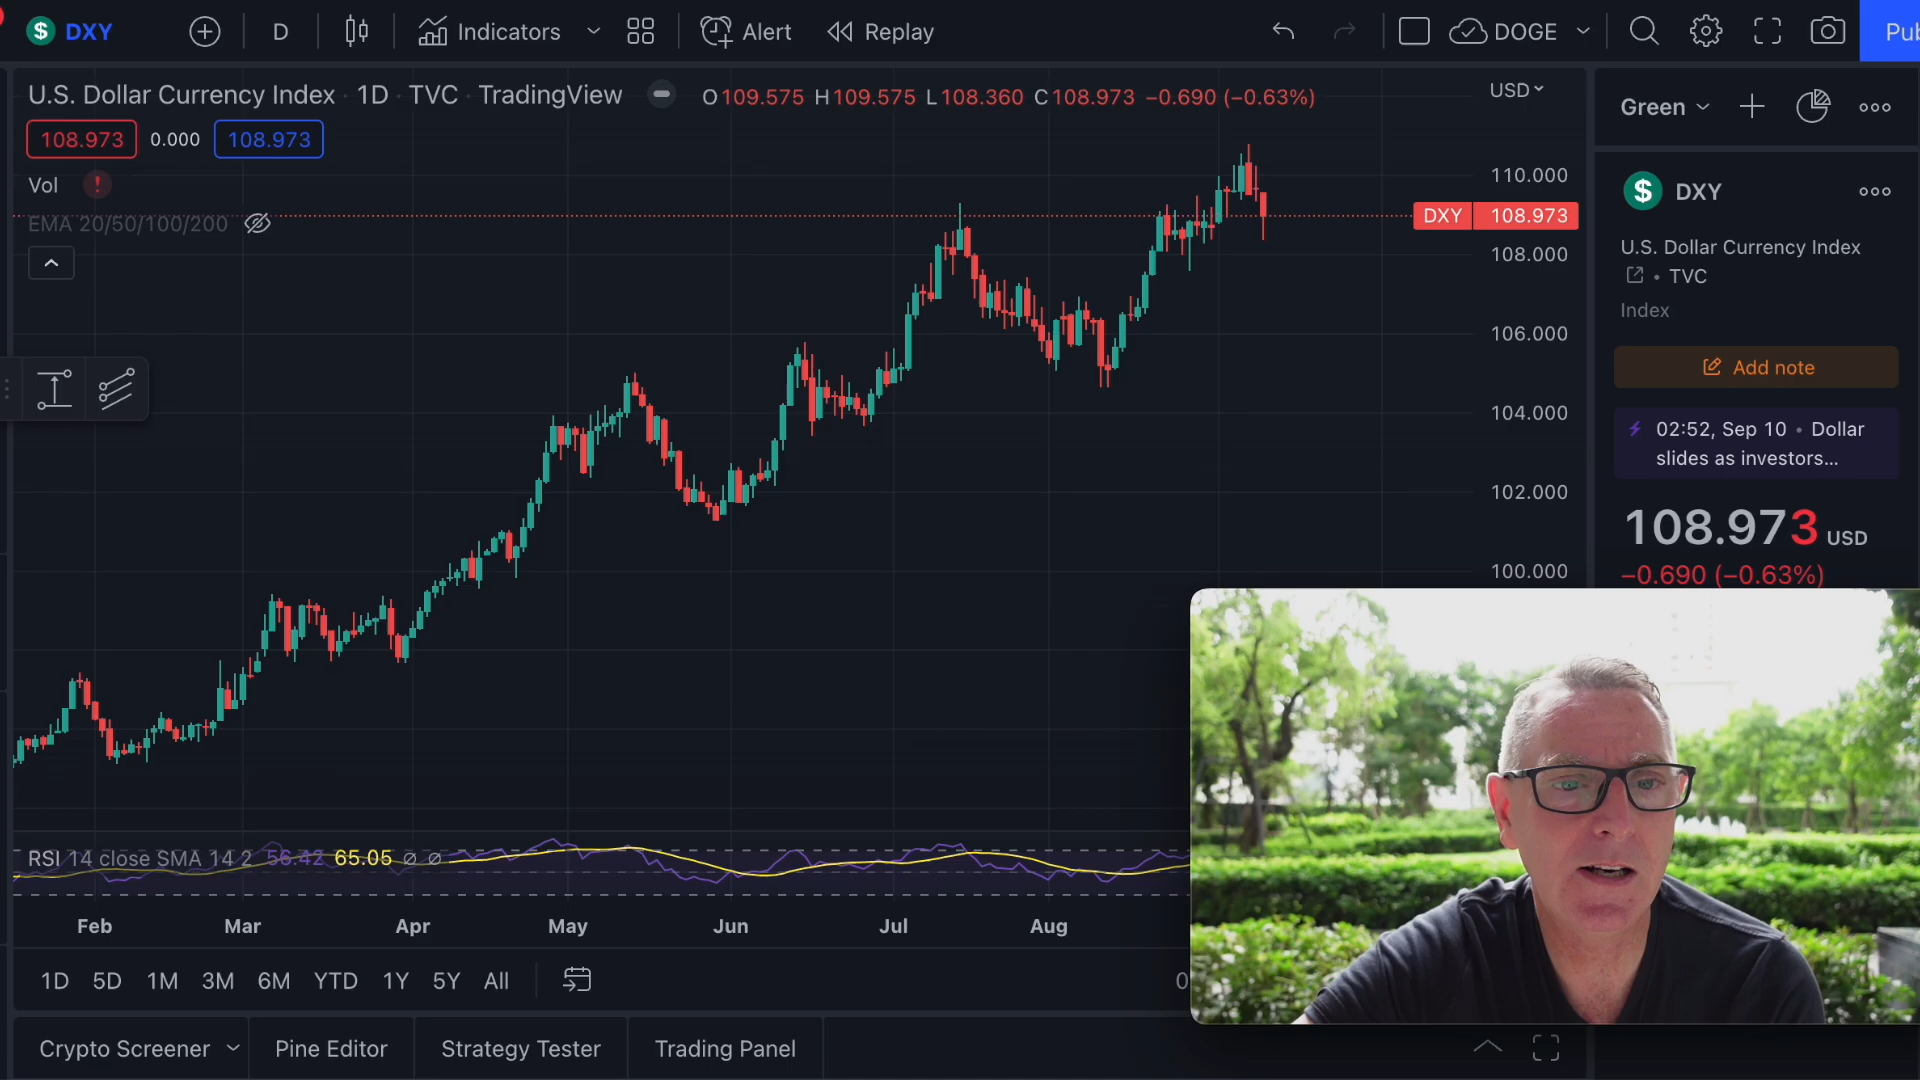 $ DXY D Indicators Alert Replay DOGE Pub
U.S. Dollar Currency Index · 1D · TVC · TradingView O109.575 H109.575 L108.360 C108.973 −0.690 (−0.63%) USD
108.973 0.000 108.973
Vol !
EMA 20/50/100/200
110.000
DXY 108.973
108.000
106.000
104.000
102.000
100.000
RSI 14 close SMA 14 2 56.42 65.05 ∅ ∅
Feb Mar Apr May Jun Jul Aug
1D 5D 1M 3M 6M YTD 1Y 5Y All 0
Crypto Screener Pine Editor Strategy Tester Trading Panel
Green
$ DXY
U.S. Dollar Currency Index
• TVC
Index
Add note
02:52, Sep 10 • Dollar
slides as investors...
108.973 USD
−0.690 (−0.63%)